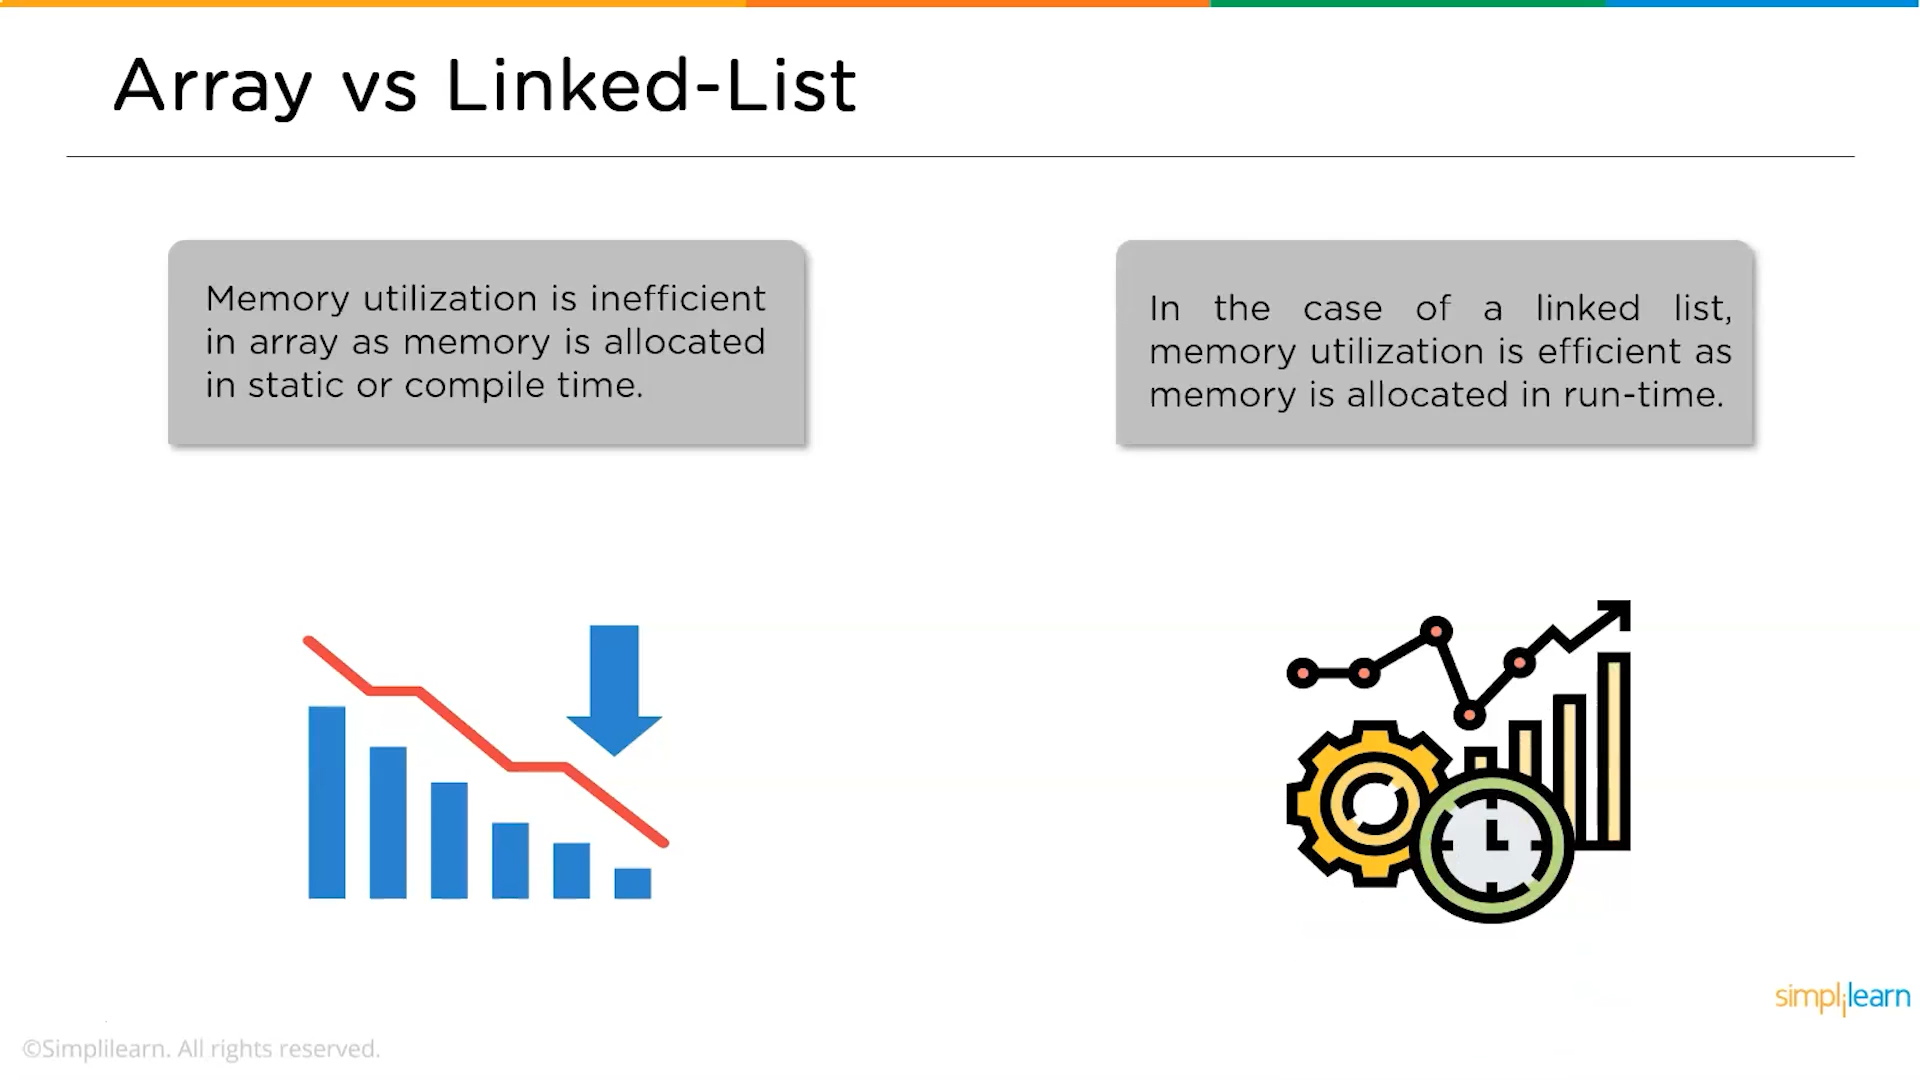 Array vs Linked-List
Memory utilization is inefficient
in array as memory is allocated
in static or compile time.
In the case of a linked list,
memory utilization is efficient as
memory is allocated in run-time.
simplilearn
©Simplilearn. All rights reserved.